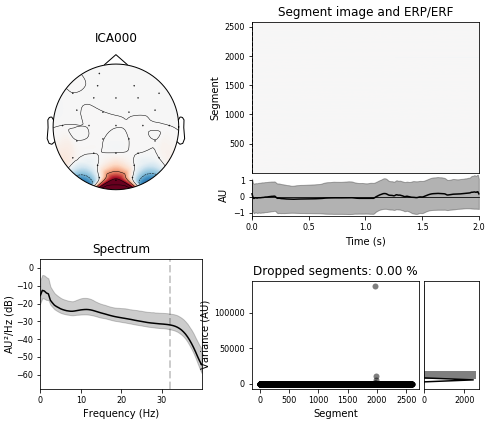 Segment image and ERP/ERF
ICA000
2500
2000
1500
1000
500
Segment
1
0
−1
AU
0.0 0.5 1.0 1.5 2.0
Time (s)
Spectrum
0
−10
−20
−30
−40
−50
−60
AU²/Hz (dB)
0 10 20 30
Frequency (Hz)
Dropped segments: 0.00 %
100000
50000
0
Variance (AU)
0 500 1000 1500 2000 2500
Segment
0 2000